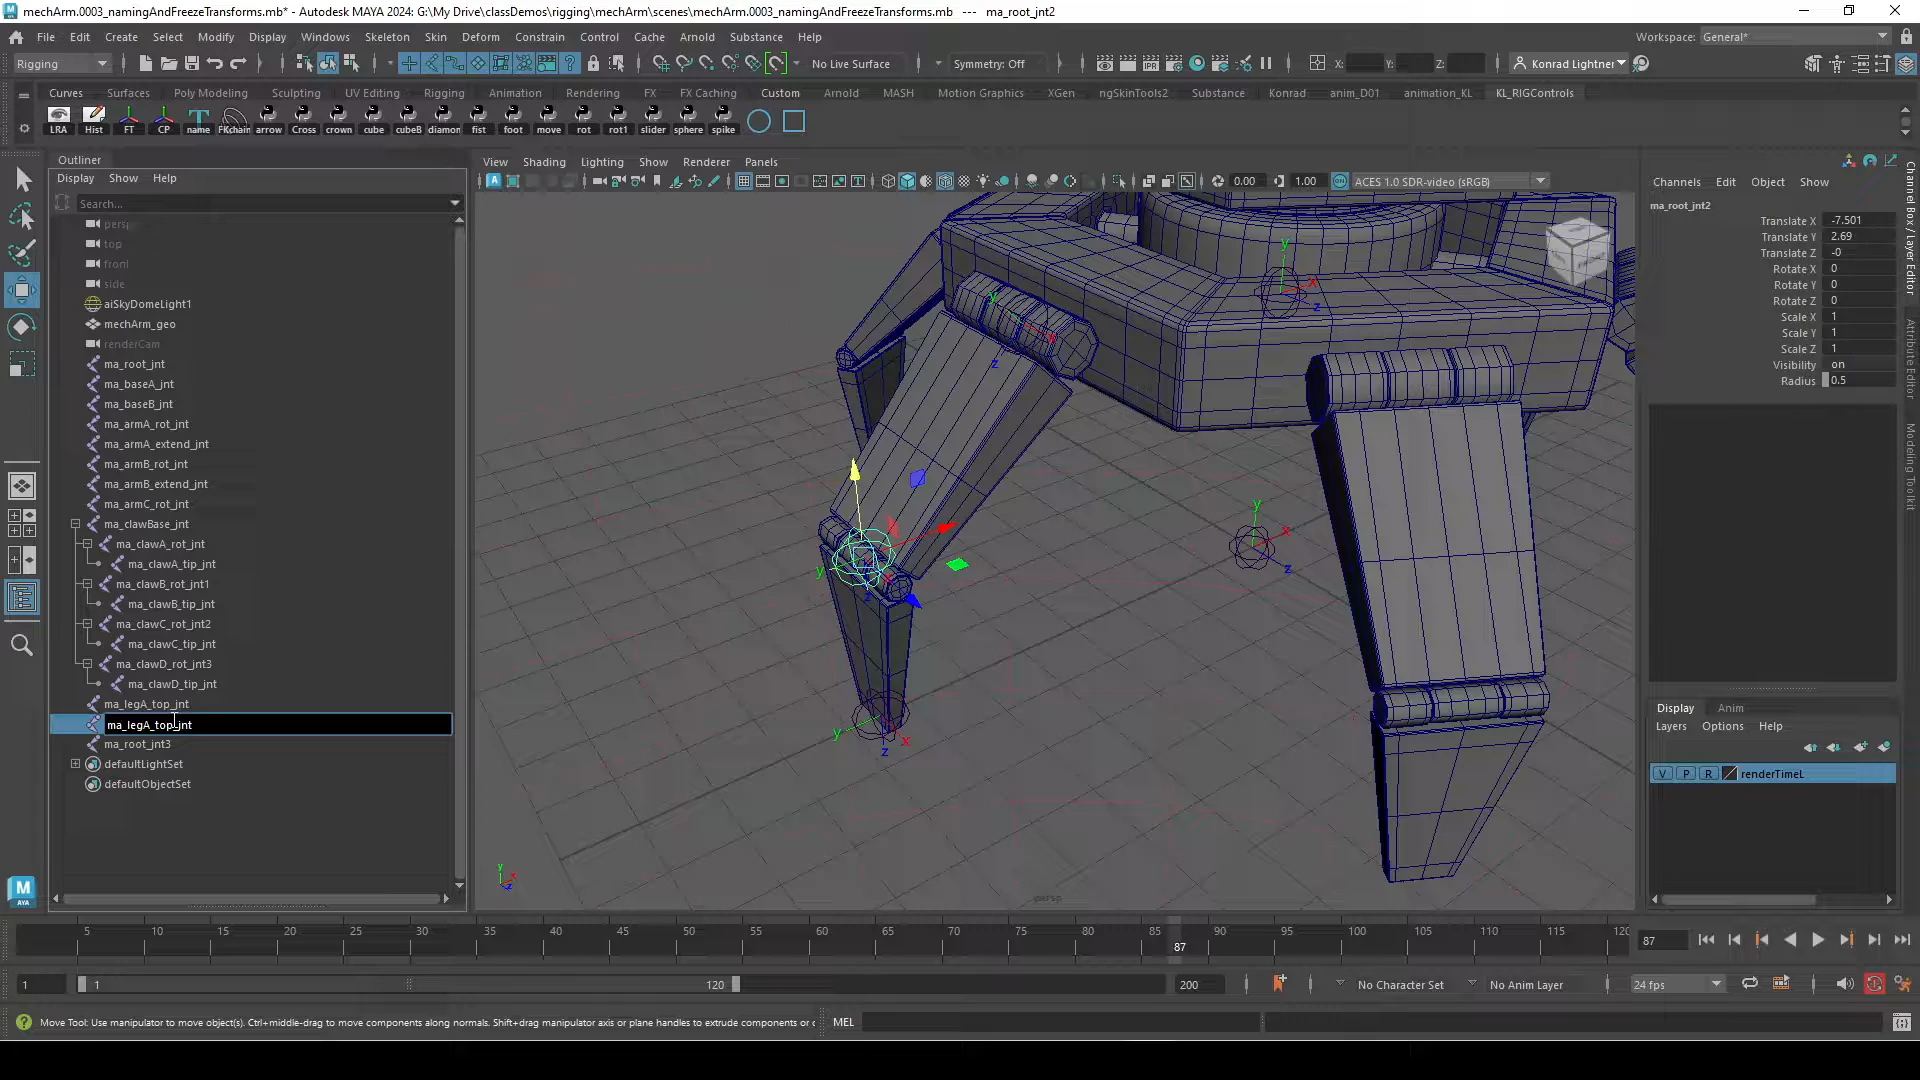 mechArm.0003_namingAndFreezeTransforms.mb* - Autodesk MAYA 2024: G:\My Drive\classDemos\rigging\mechArm\scenes\mechArm.0003_namingAndFreezeTransforms.mb --- ma_root_jnt2
File Edit Create Select Modify Display Windows Skeleton Skin Deform Constrain Control Cache Arnold Substance Help
Workspace: General*
Rigging
No Live Surface
Symmetry: Off
X: Y: Z:
Konrad Lightner
Curves Surfaces Poly Modeling Sculpting UV Editing Rigging Animation Rendering FX FX Caching Custom Arnold MASH Motion Graphics XGen ngSkinTools2 Substance Konrad anim_D01 animation_KL KL_RIGControls
LRA Hist FT CP name FKchain arrow Cross crown cube cubeB diamon fist foot move rot rot1 slider sphere spike
Outliner
Display Show Help
Search...
persp
top
front
side
aiSkyDomeLight1
mechArm_geo
renderCam
ma_root_jnt
ma_baseA_jnt
ma_baseB_jnt
ma_armA_rot_jnt
ma_armA_extend_jnt
ma_armB_rot_jnt
ma_armB_extend_jnt
ma_armC_rot_jnt
ma_clawBase_jnt
ma_clawA_rot_jnt
ma_clawA_tip_jnt
ma_clawB_rot_jnt1
ma_clawB_tip_jnt
ma_clawC_rot_jnt2
ma_clawC_tip_jnt
ma_clawD_rot_jnt3
ma_clawD_tip_jnt
ma_legA_top_jnt
ma_legA_top_jnt
ma_root_jnt3
defaultLightSet
defaultObjectSet
View Shading Lighting Show Renderer Panels
0.00 1.00 ACES 1.0 SDR-video (sRGB)
persp
Channels Edit Object Show
ma_root_jnt2
Translate X -7.501
Translate Y 2.69
Translate Z -0
Rotate X 0
Rotate Y 0
Rotate Z 0
Scale X 1
Scale Y 1
Scale Z 1
Visibility on
Radius 0.5
Channel Box / Layer Editor
Attribute Editor
Modeling Toolkit
Display Anim
Layers Options Help
V P R renderTimeL
5 10 15 20 25 30 35 40 45 50 55 60 65 70 75 80 85 90 95 100 105 110 115 120
87
87
1 1 120 200
No Character Set
No Anim Layer
24 fps
Move Tool: Use manipulator to move object(s). Ctrl+middle-drag to move components along normals. Shift+drag manipulator axis or plane handles to extrude components or c
MEL